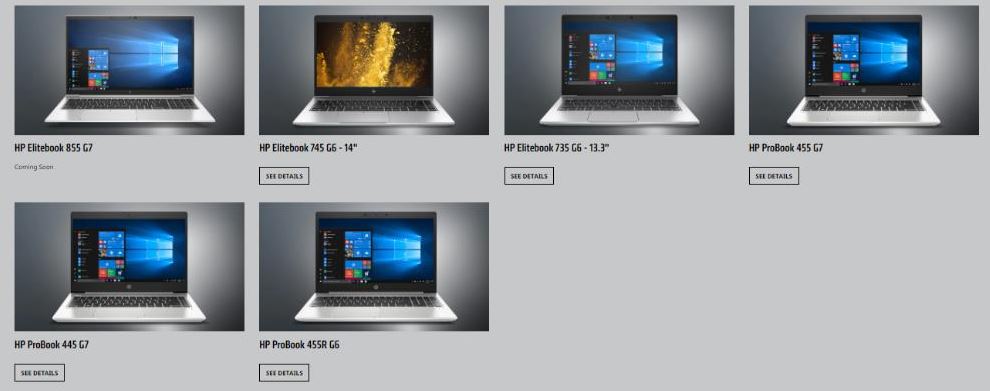 HP Elitebook 855 G7
Coming Soon
HP Elitebook 745 G6 - 14"
SEE DETAILS
HP Elitebook 735 G6 - 13.3"
SEE DETAILS
HP ProBook 455 G7
SEE DETAILS
HP ProBook 445 G7
SEE DETAILS
HP ProBook 455R G6
SEE DETAILS